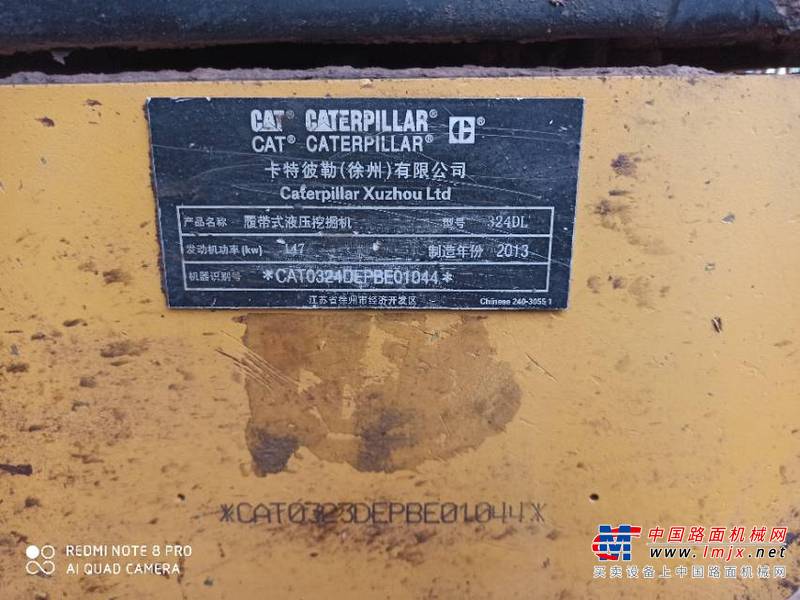 CAT® CATERPILLAR®
CAT® CATERPILLAR® C®
卡特彼勒(徐州)有限公司
Caterpillar Xuzhou Ltd
产品名称 履带式液压挖掘机 型号 324DL
发动机功率(kw) 147 制造年份 2013
机器识别号 *CAT0324DEPBE01044*
江苏省徐州市经济开发区 Chinese 240-3055 1
*CAT0323DEPBE01044*
REDMI NOTE 8 PRO
AI QUAD CAMERA
中国路面机械网
www.lmjx.net
买卖设备上中国路面机械网